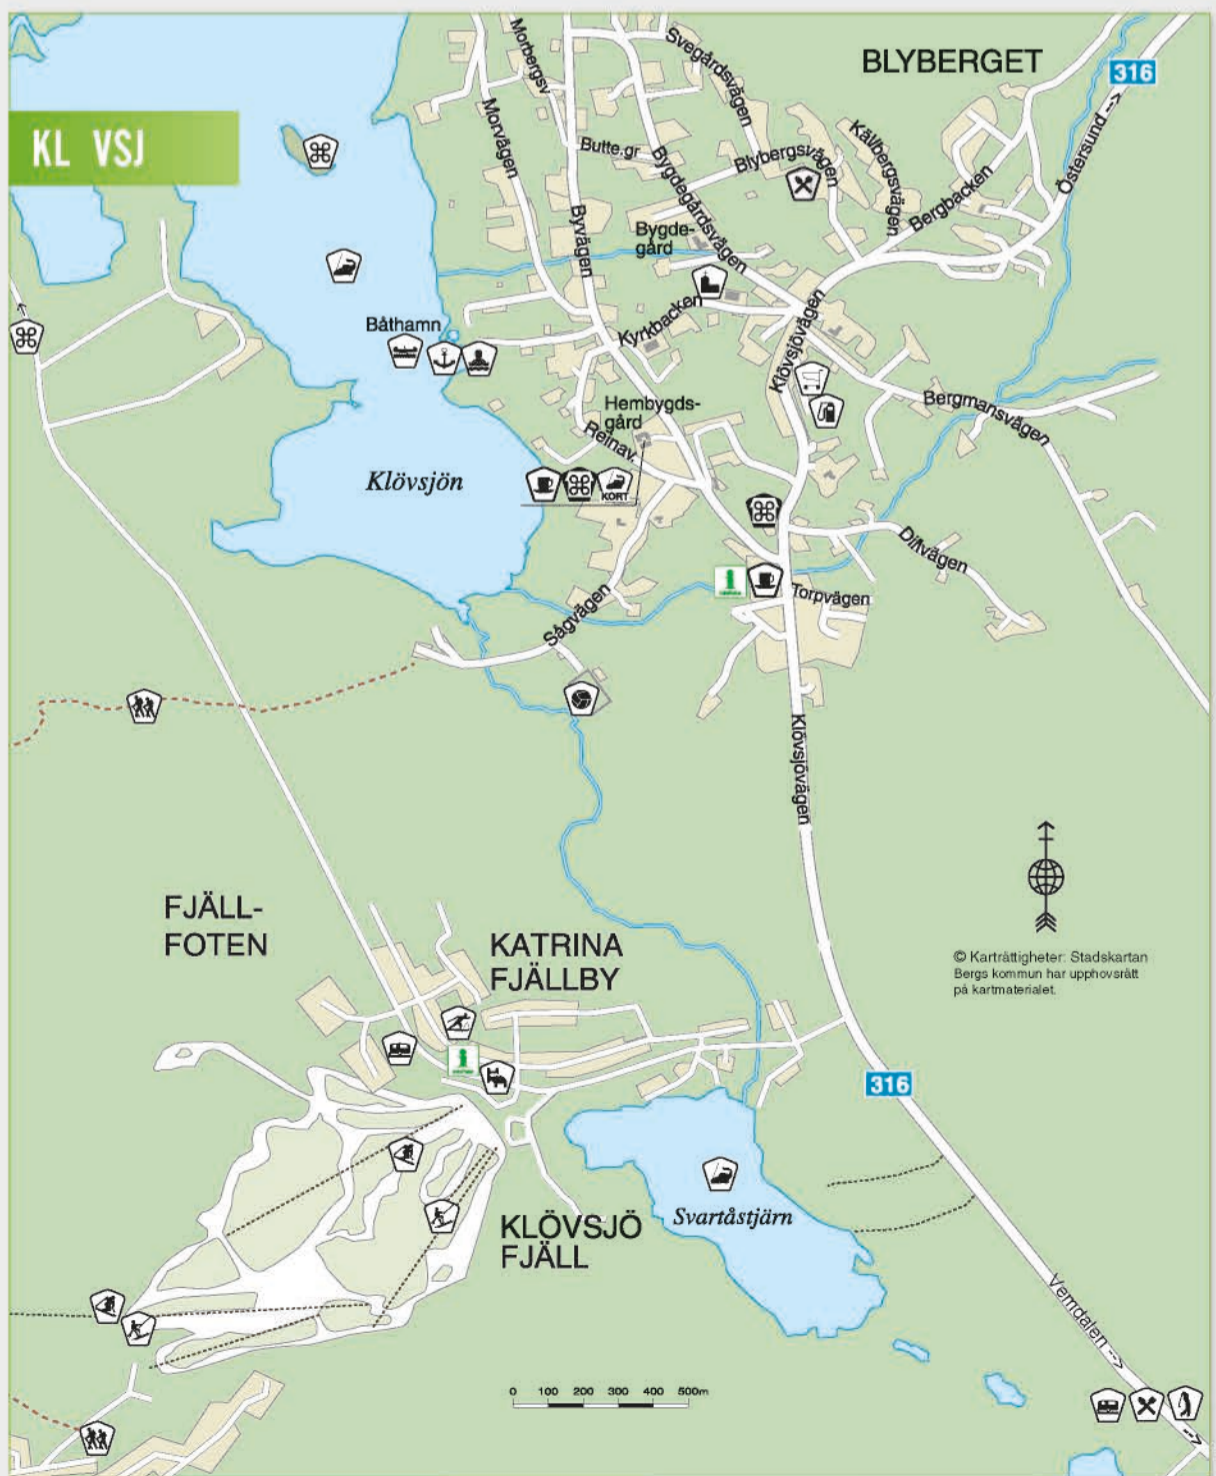 KL VSJ
BLYBERGET
316
Östersund -->
Morbergsv
Svegårdsvägen
Morvägen
Butte.gr
Bygdegårdsvägen
Blybergsvägen
Källbergsvägen
Bergbacken
Byvägen
Bygde-
gård
Kyrkbacken
Klövsjövägen
Båthamn
Bergmansvägen
Hembygds-
gård
Reinav.
Klövsjön
KORT
Diftvägen
Torpvägen
Sågvägen
Klövsjövägen
FJÄLL-
FOTEN
KATRINA
FJÄLLBY
© Karträttigheter: Stadskartan
Bergs kommun har upphovsrätt
på kartmaterialet.
316
Svartåstjärn
KLÖVSJÖ
FJÄLL
Vemdalen -->
0 100 200 300 400 500m
-->